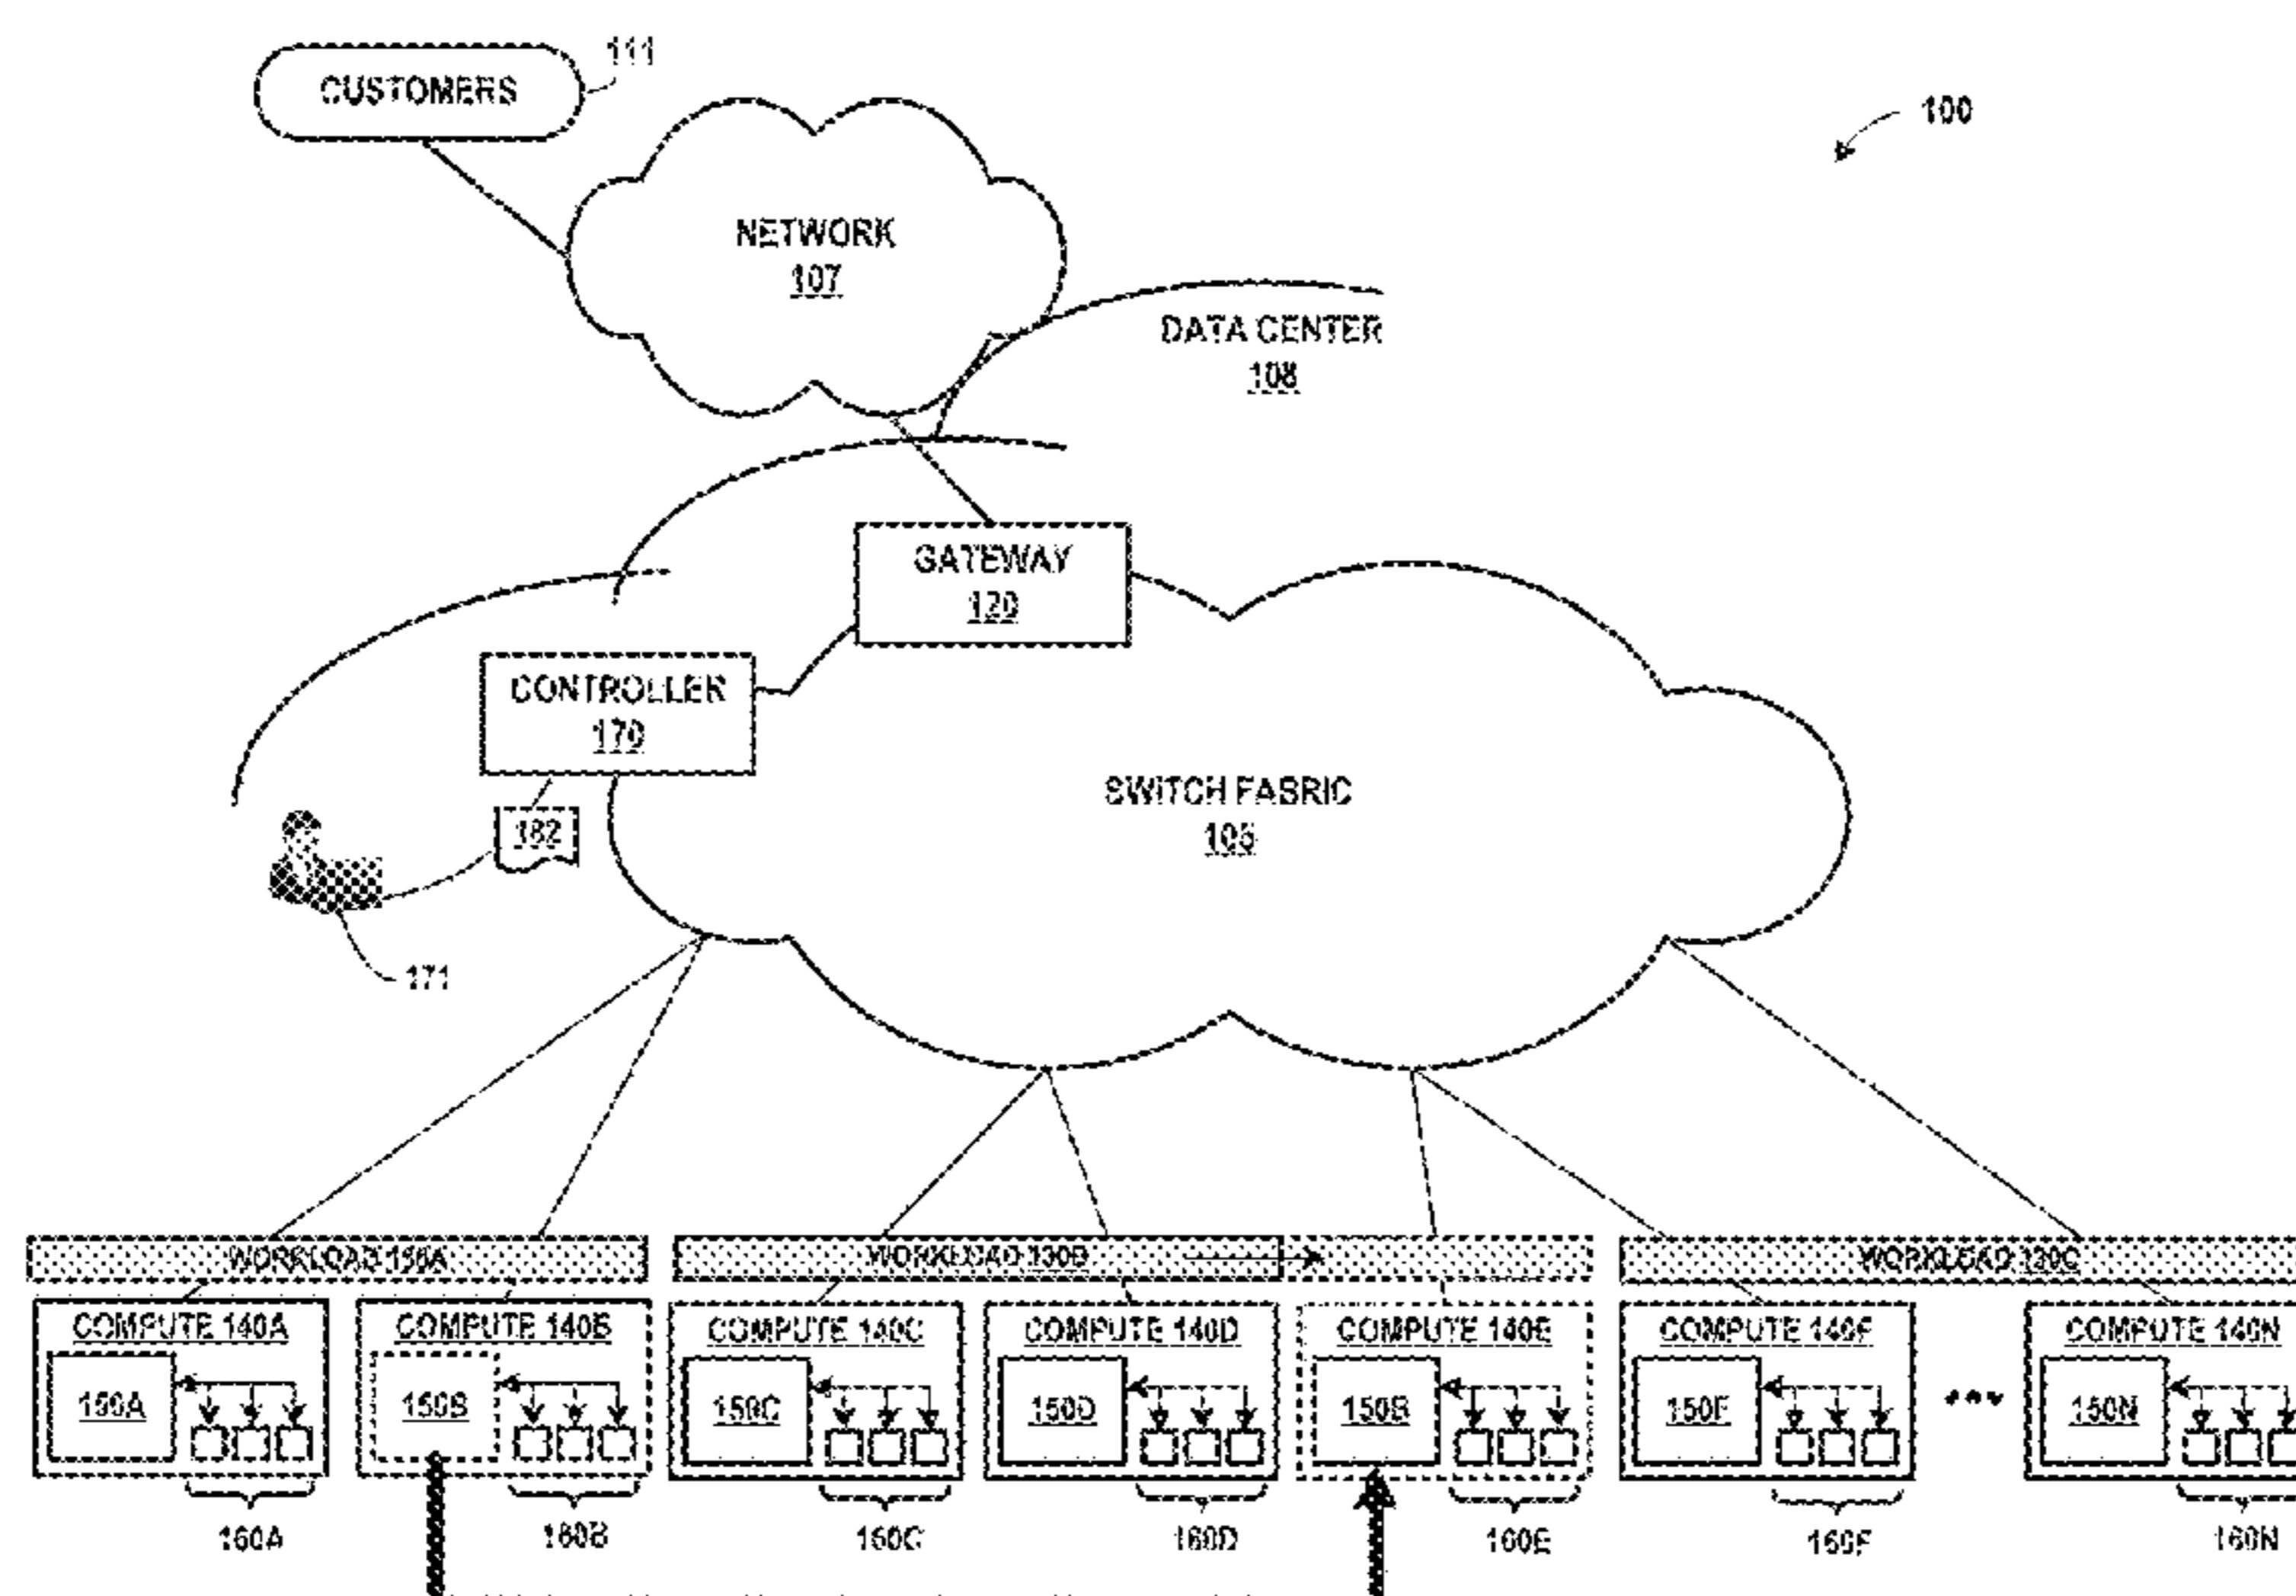 CUSTOMERS
111
100
NETWORK
107
DATA CENTER
108
GATEWAY
120
CONTROLLER
170
SWITCH FABRIC
105
182
171
WORKLOAD 130A
WORKLOAD 130B
WORKLOAD 130C
COMPUTE 140A
COMPUTE 140B
COMPUTE 140C
COMPUTE 140D
COMPUTE 140E
COMPUTE 140F
COMPUTE 140N
150A
150B
150C
150D
150B
150F
150N
160A
160B
160C
160D
160E
160F
160N